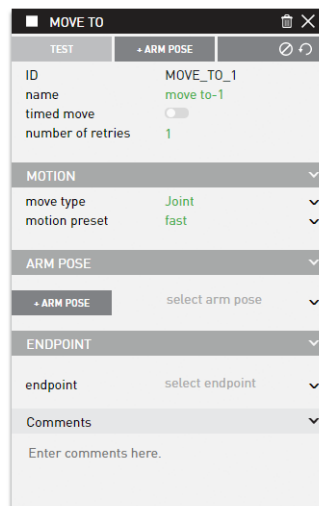 MOVE TO
TEST + ARM POSE
ID MOVE_TO_1
name move to-1
timed move
number of retries 1
MOTION
move type Joint
motion preset fast
ARM POSE
+ ARM POSE select arm pose
ENDPOINT
endpoint select endpoint
Comments
Enter comments here.